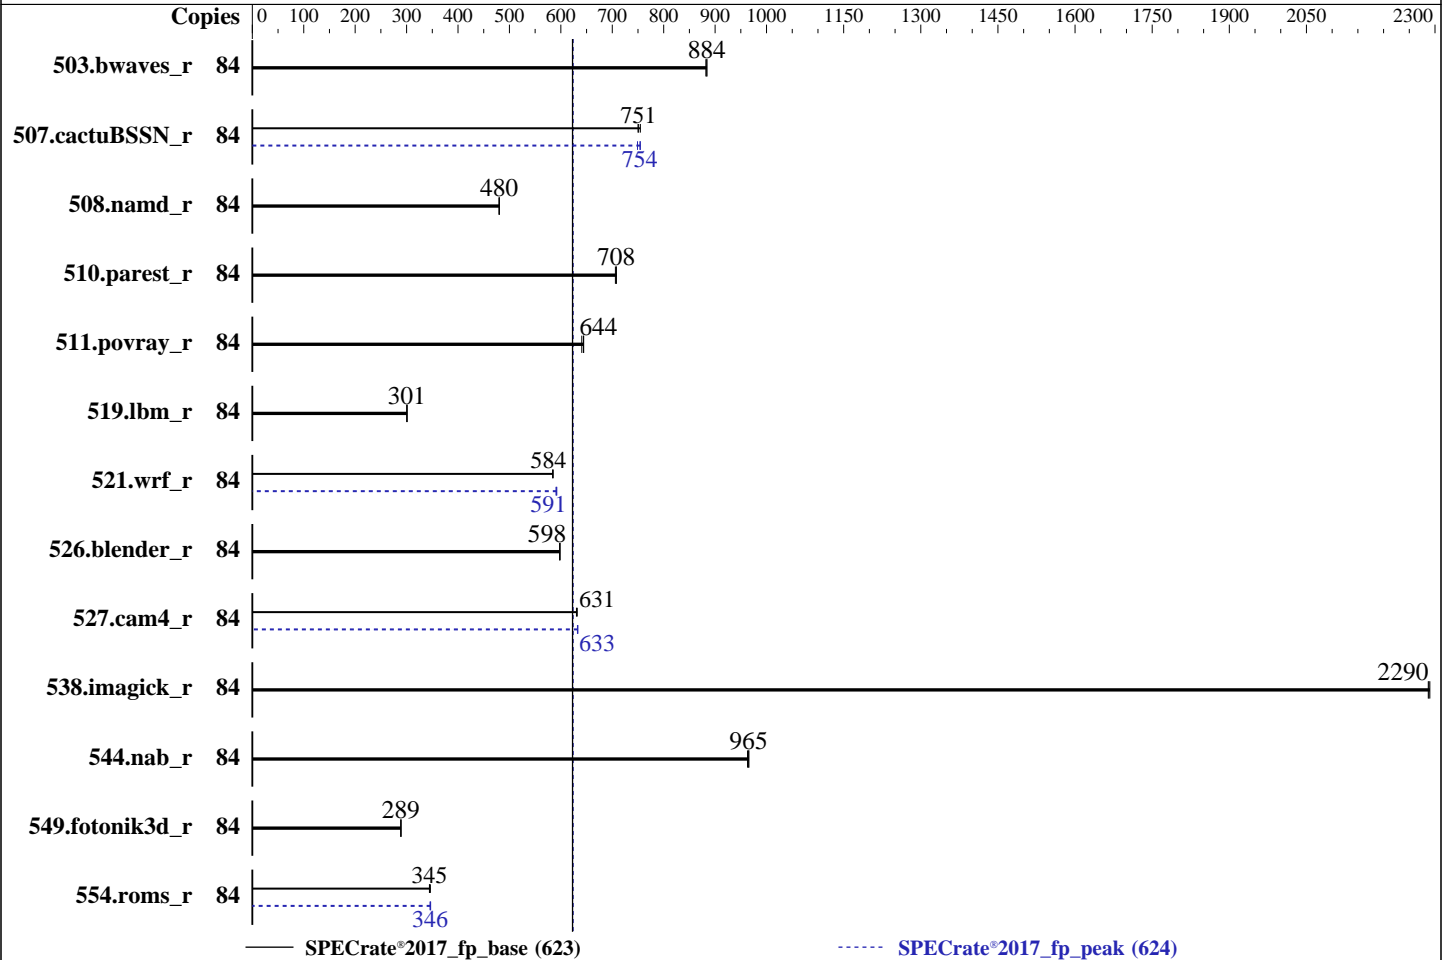 Copies 0 100 200 300 400 500 600 700 800 900 1000 1150 1300 1450 1600 1750 1900 2050 2300
884
503.bwaves_r 84
751
507.cactuBSSN_r 84
754
480
508.namd_r 84
708
510.parest_r 84
644
511.povray_r 84
301
519.lbm_r 84
584
521.wrf_r 84
591
598
526.blender_r 84
631
527.cam4_r 84
633
2290
538.imagick_r 84
965
544.nab_r 84
289
549.fotonik3d_r 84
345
554.roms_r 84
346
SPECrate®2017_fp_base (623) SPECrate®2017_fp_peak (624)